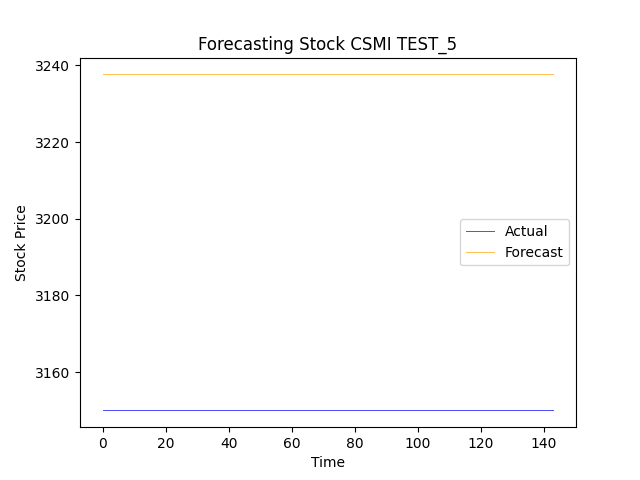 Forecasting Stock CSMI TEST_5
3240
3220
3200
3180
3160
Stock Price
Actual
Forecast
0 20 40 60 80 100 120 140
Time